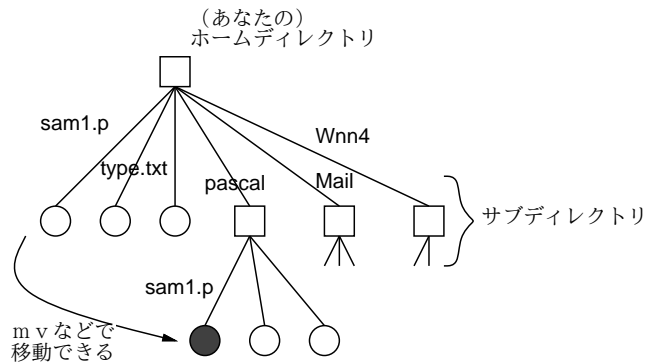 （あなたの）
ホームディレクトリ
sam1.p
Wnn4
type.txt
pascal
Mail
サブディレクトリ
sam1.p
ｍｖなどで
移動できる